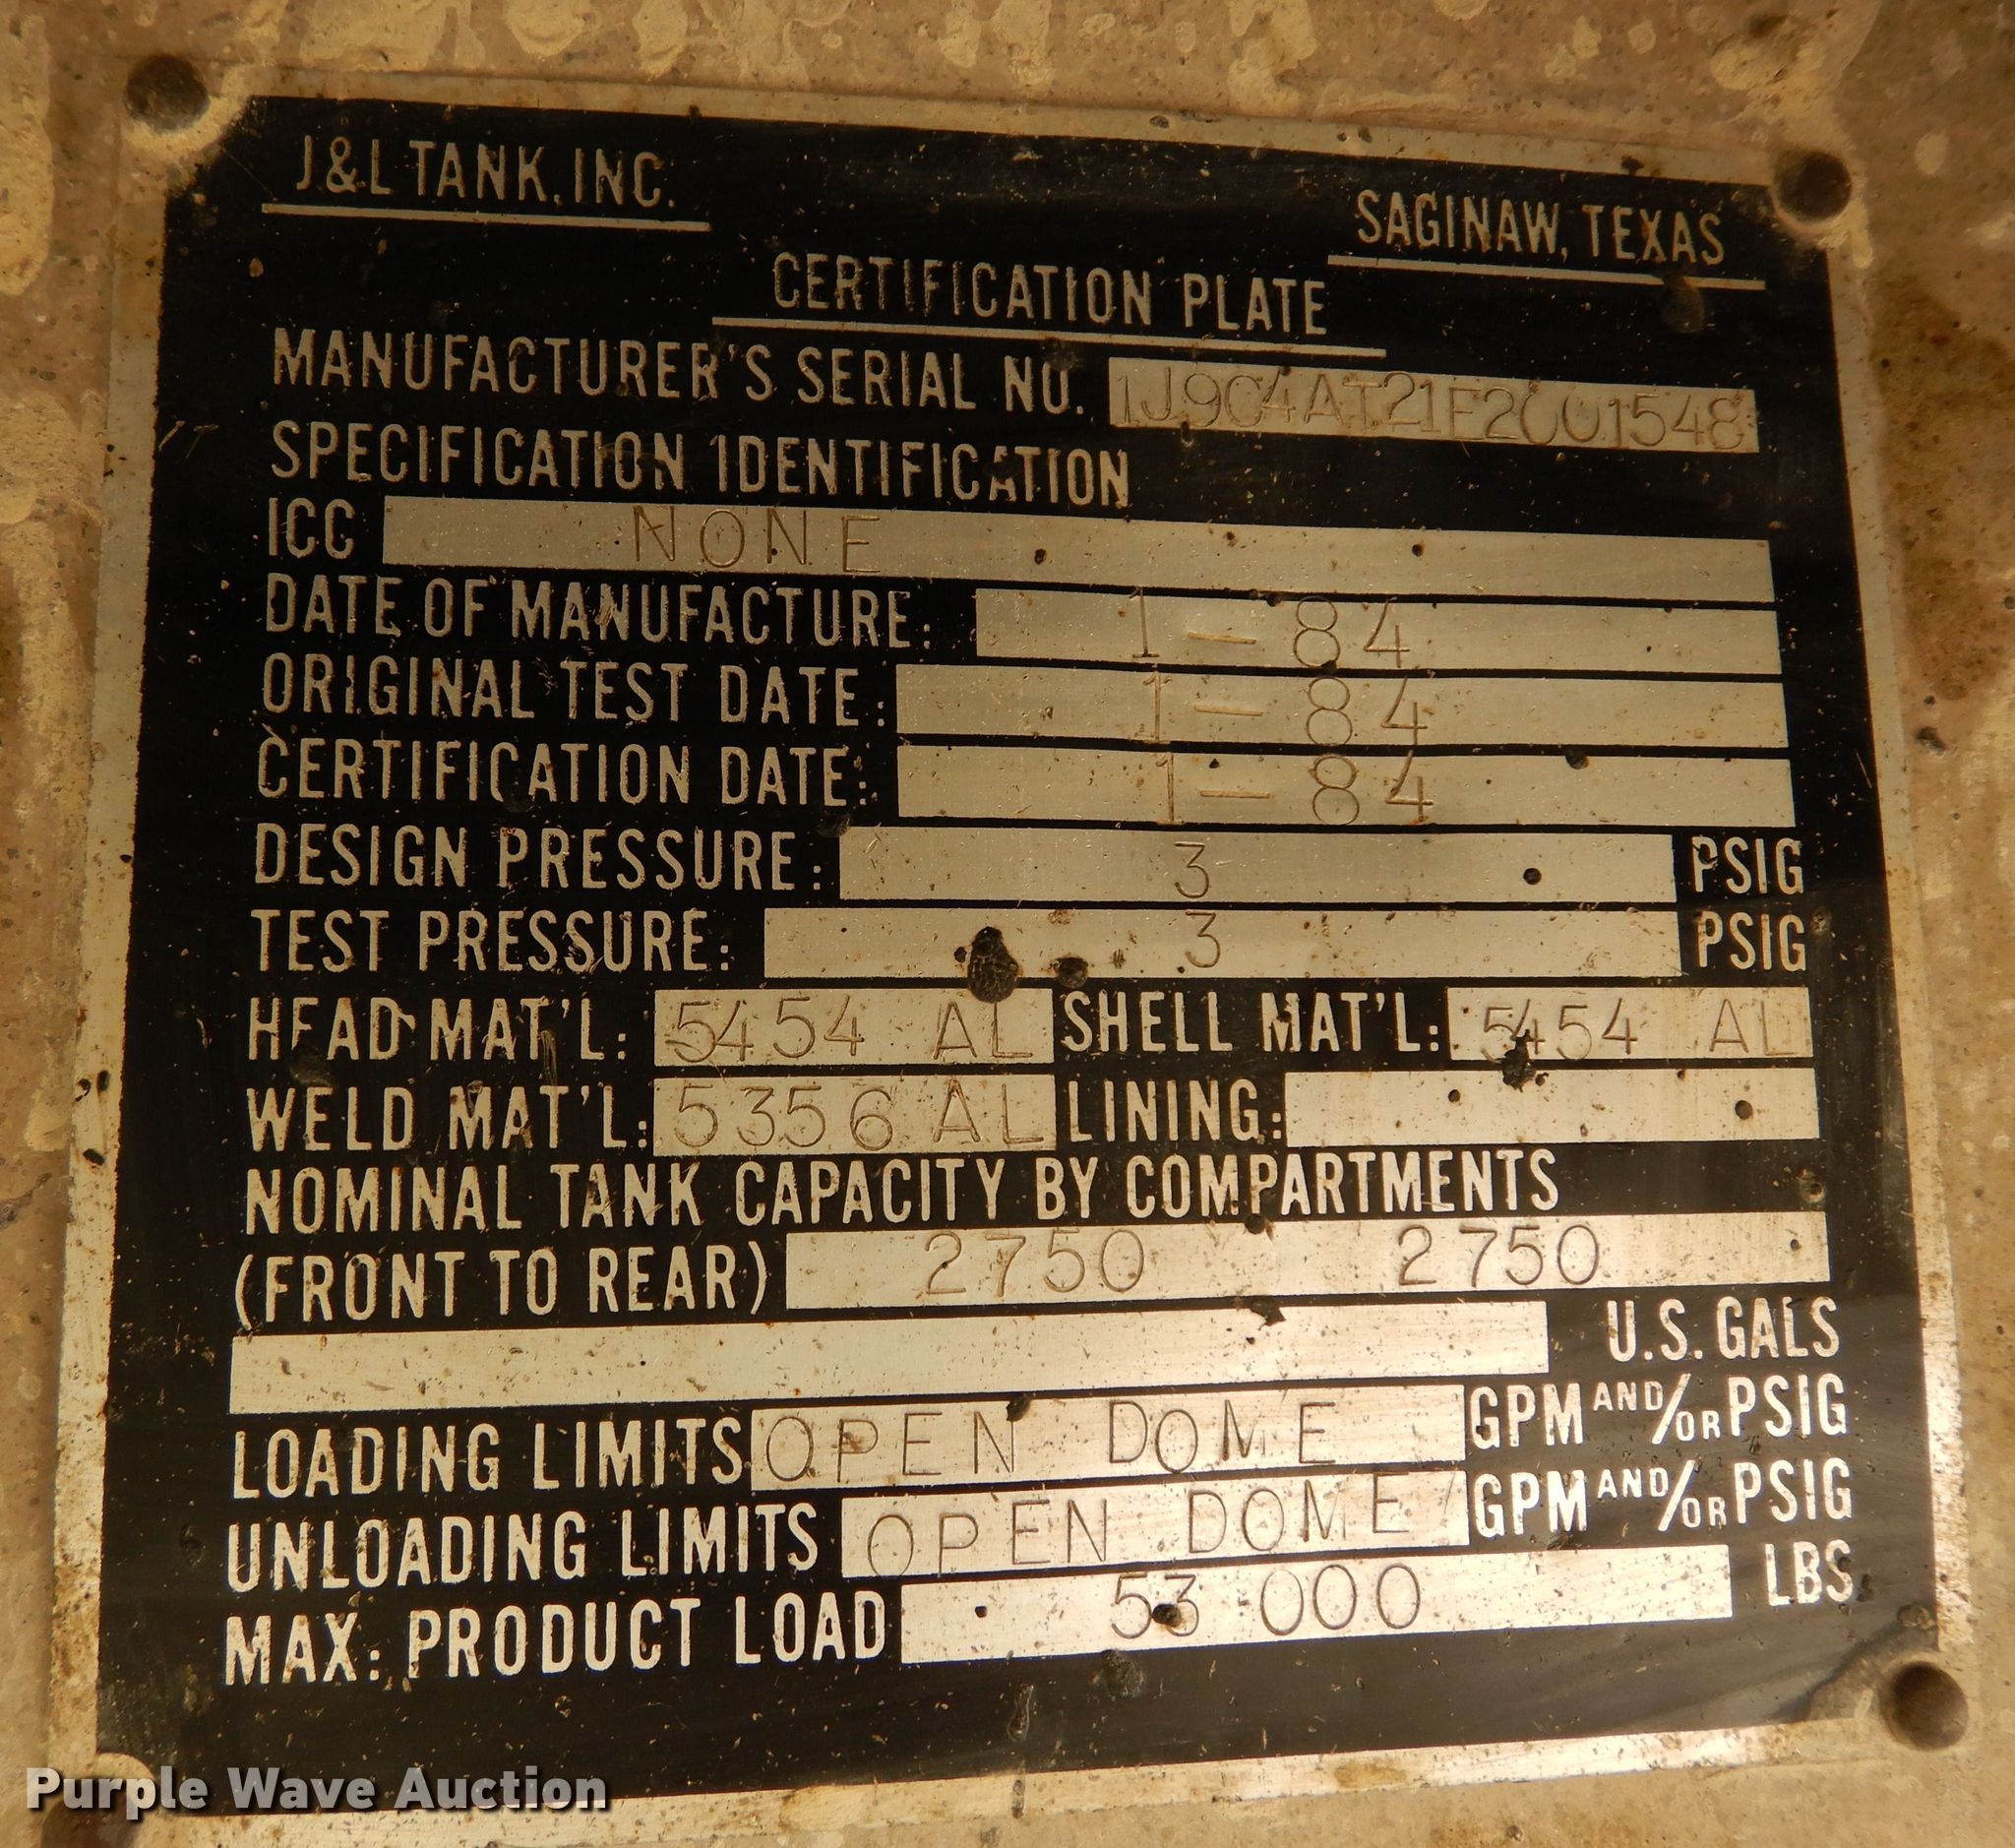 J&L TANK, INC.
SAGINAW, TEXAS
CERTIFICATION PLATE
MANUFACTURER'S SERIAL NO.
SPECIFICATION IDENTIFICATION
ICC NONE
DATE OF MANUFACTURE: 1-84
ORIGINAL TEST DATE: 1-84
CERTIFICATION DATE: 1-84
DESIGN PRESSURE: 3 PSIG
TEST PRESSURE: 3 PSIG
HEAD MAT'L: 5454 AL SHELL MAT'L: 5454 AL
WELD MAT'L: 5356 AL LINING:
NOMINAL TANK CAPACITY BY COMPARTMENTS
(FRONT TO REAR) 2750 2750
U.S. GALS
LOADING LIMITS OPEN DOME GPM AND/OR PSIG
UNLOADING LIMITS OPEN DOME GPM AND/OR PSIG
MAX: PRODUCT LOAD 53 000 LBS
Purple Wave Auction